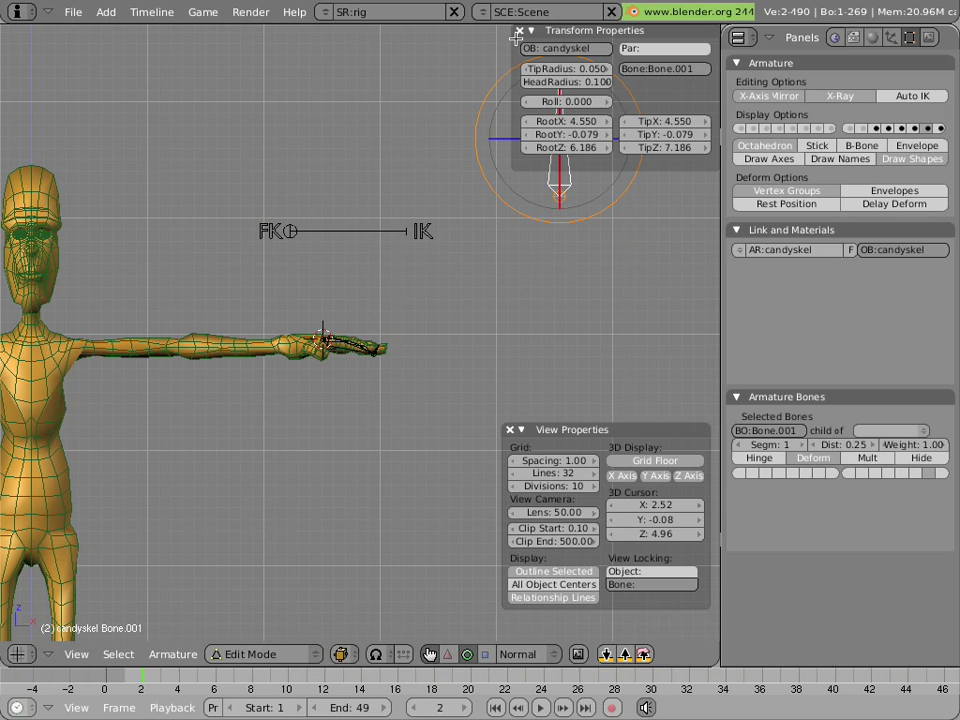 File Add Timeline Game Render Help SR:rig SCE:Scene www.blender.org 244 Ve:2-490 | Bo:1-269 | Mem:20.96M
Transform Properties
OB: candyskel Par:
TipRadius: 0.050 Bone:Bone.001
HeadRadius: 0.100
Roll: 0.000
RootX: 4.550 TipX: 4.550
RootY: -0.079 TipY: -0.079
RootZ: 6.186 TipZ: 7.186
Panels
Armature
Editing Options
X-Axis Mirror X-Ray Auto IK
Display Options
Octahedron Stick B-Bone Envelope
Draw Axes Draw Names Draw Shapes
Deform Options
Vertex Groups Envelopes
Rest Position Delay Deform
Link and Materials
AR:candyskel F OB:candyskel
FK IK
Armature Bones
Selected Bones
BO:Bone.001 child of
Segm: 1 Dist: 0.25 Weight: 1.00
Hinge Deform Mult Hide
View Properties
Grid: 3D Display:
Spacing: 1.00 Grid Floor
Lines: 32 X Axis Y Axis Z Axis
Divisions: 10
View Camera: 3D Cursor:
Lens: 50.00 X: 2.52
Clip Start: 0.10 Y: -0.08
Clip End: 500.00 Z: 4.96
Display: View Locking:
Outline Selected Object:
All Object Centers Bone:
Relationship Lines
z
x
(2) candyskel Bone.001
View Select Armature Edit Mode Normal
-4 -2 0 2 4 6 8 10 12 14 16 18 20 22 24 26 28 30 32 34 36 38 40 42 44 46
View Frame Playback Pr Start: 1 End: 49 2